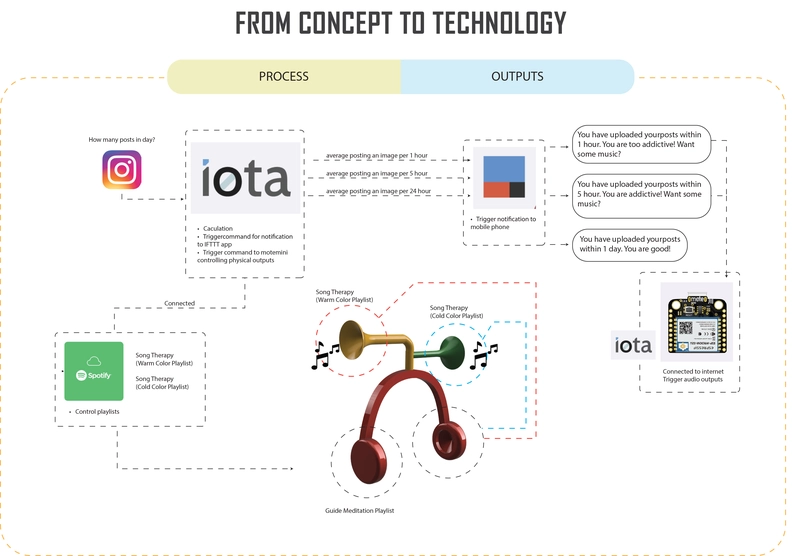 FROM CONCEPT TO TECHNOLOGY
PROCESS
OUTPUTS
How many posts in day?
iota
• Caculation
• Triggercommand for notification
to IFTTT app
• Trigger command to motemini
controlling physical outputs
average posting an image per 1 hour
average posting an image per 5 hour
average posting an image per 24 hour
• Trigger notification to
mobile phone
You have uploaded yourposts within
1 hour. You are too addictive! Want
some music?
You have uploaded yourposts within
5 hour. You are addictive! Want some
music?
You have uploaded yourposts
within 1 day. You are good!
Connected
Spotify
Song Therapy
(Warm Color Playlist)
Song Therapy
(Cold Color Playlist)
• Control playlists
Song Therapy
(Warm Color Playlist)
Song Therapy
(Cold Color Playlist)
Guide Meditation Playlist
iota
Connected to internet
Trigger audio outputs